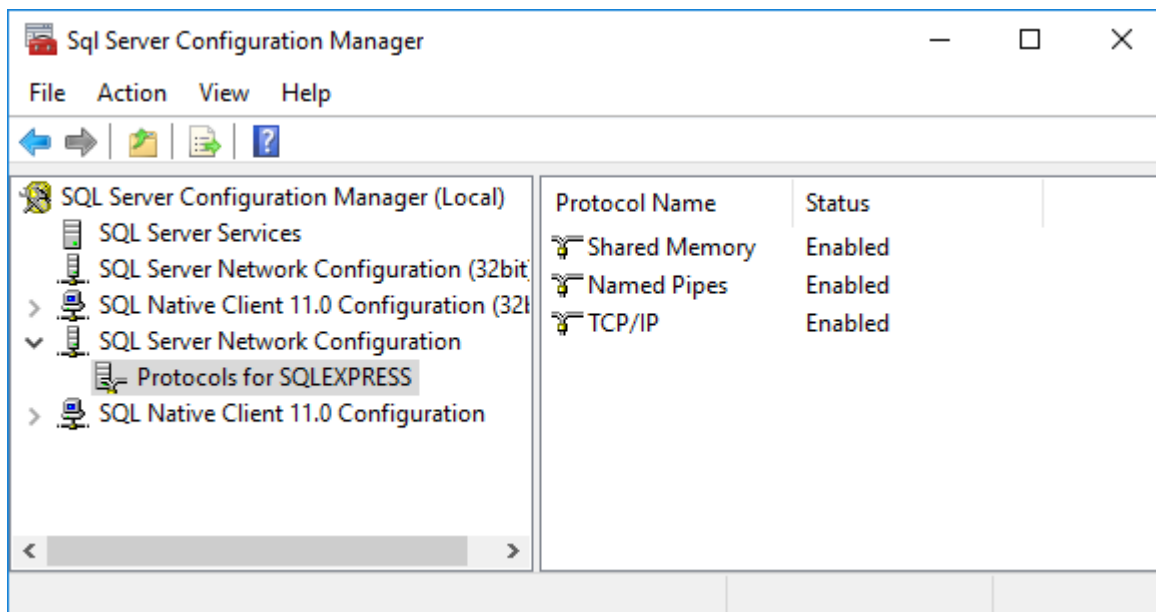 Sql Server Configuration Manager
File Action View Help
SQL Server Configuration Manager (Local)
SQL Server Services
SQL Server Network Configuration (32bit
SQL Native Client 11.0 Configuration (32
SQL Server Network Configuration
Protocols for SQLEXPRESS
SQL Native Client 11.0 Configuration
Protocol Name Status
Shared Memory Enabled
Named Pipes Enabled
TCP/IP Enabled